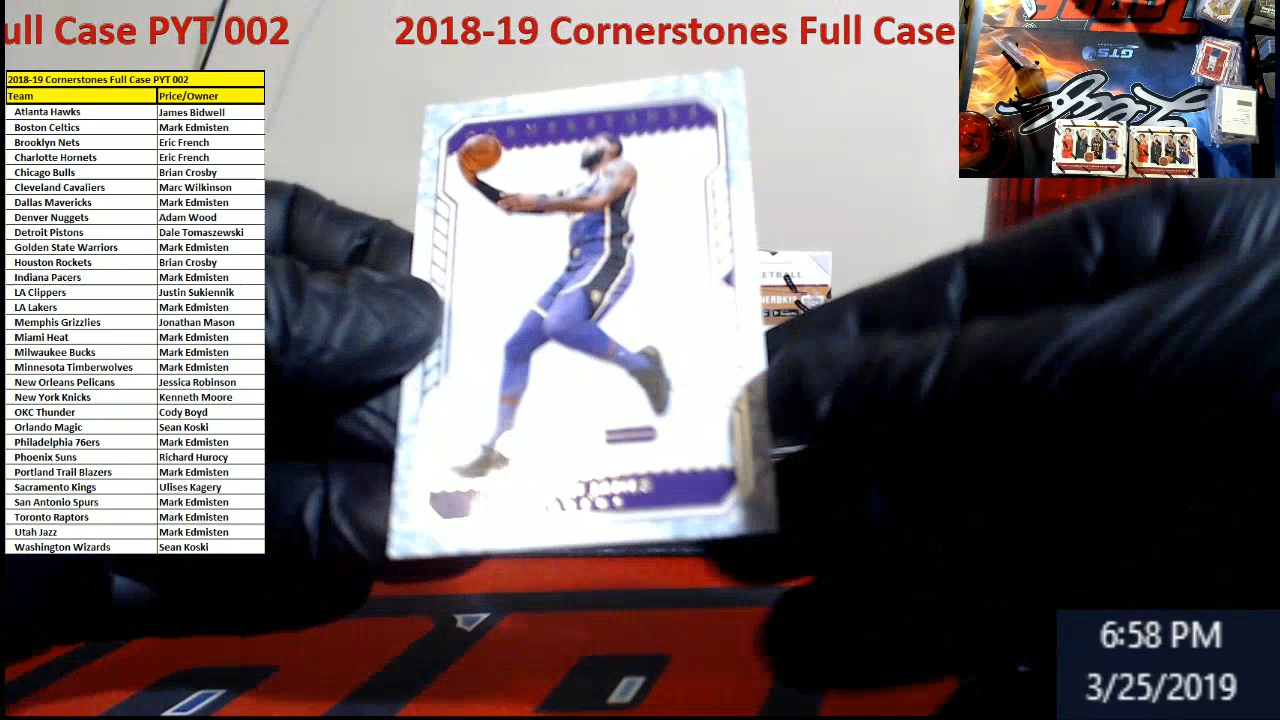 ull Case PYT 002
2018-19 Cornerstones Full Case
2018-19 Cornerstones Full Case PYT 002
Team Price/Owner
Atlanta Hawks James Bidwell
Boston Celtics Mark Edmisten
Brooklyn Nets Eric French
Charlotte Hornets Eric French
Chicago Bulls Brian Crosby
Cleveland Cavaliers Marc Wilkinson
Dallas Mavericks Mark Edmisten
Denver Nuggets Adam Wood
Detroit Pistons Dale Tomaszewski
Golden State Warriors Mark Edmisten
Houston Rockets Brian Crosby
Indiana Pacers Mark Edmisten
LA Clippers Justin Sukiennik
LA Lakers Mark Edmisten
Memphis Grizzlies Jonathan Mason
Miami Heat Mark Edmisten
Milwaukee Bucks Mark Edmisten
Minnesota Timberwolves Mark Edmisten
New Orleans Pelicans Jessica Robinson
New York Knicks Kenneth Moore
OKC Thunder Cody Boyd
Orlando Magic Sean Koski
Philadelphia 76ers Mark Edmisten
Phoenix Suns Richard Hurocy
Portland Trail Blazers Mark Edmisten
Sacramento Kings Ulises Kagery
San Antonio Spurs Mark Edmisten
Toronto Raptors Mark Edmisten
Utah Jazz Mark Edmisten
Washington Wizards Sean Koski
GTS
ETBALL
6:58 PM
3/25/2019